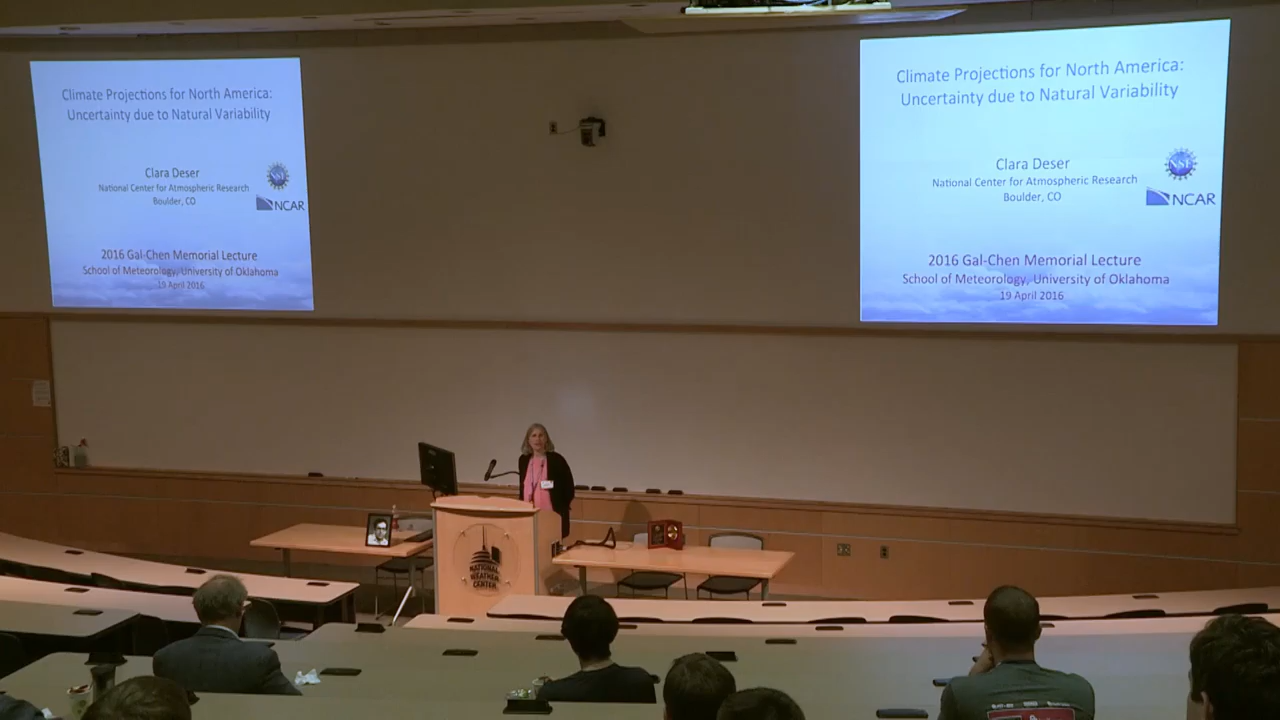 Climate Projections for North America:
Uncertainty due to Natural Variability
Clara Deser
National Center for Atmospheric Research
Boulder, CO
NSF
NCAR
2016 Gal-Chen Memorial Lecture
School of Meteorology, University of Oklahoma
19 April 2016
Climate Projections for North America:
Uncertainty due to Natural Variability
Clara Deser
National Center for Atmospheric Research
Boulder, CO
NSF
NCAR
2016 Gal-Chen Memorial Lecture
School of Meteorology, University of Oklahoma
19 April 2016
NATIONAL
WEATHER
CENTER